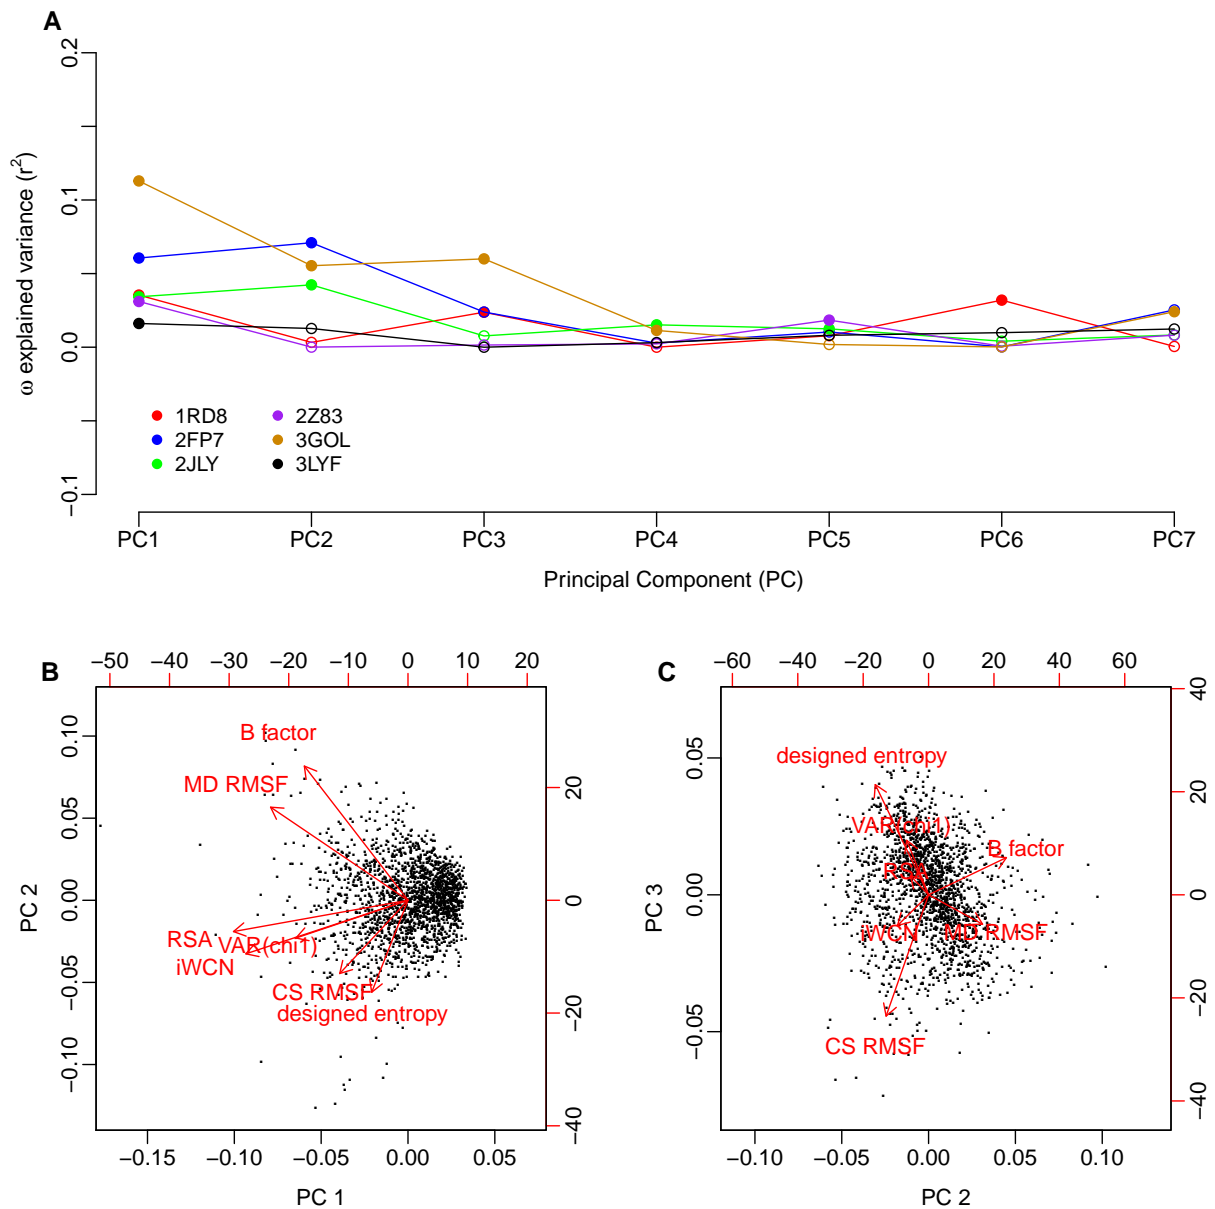 A
0.2
0.1
0.0
−0.1
ω explained variance (r²)
1RD8
2FP7
2JLY
2Z83
3GOL
3LYF
PC1 PC2 PC3 PC4 PC5 PC6 PC7
Principal Component (PC)
B
−50 −40 −30 −20 −10 0 10 20
0.10
0.05
0.00
−0.05
−0.10
PC 2
B factor
MD RMSF
RSA
VAR(chi1)
iWCN
CS RMSF
designed entropy
20
0
−20
−40
−0.15 −0.10 −0.05 0.00 0.05
PC 1
C
−60 −40 −20 0 20 40 60
0.05
0.00
−0.05
PC 3
designed entropy
VAR(chi1)
B factor
RSA
iWCN
MD RMSF
CS RMSF
40
20
0
−20
−40
−0.10 −0.05 0.00 0.05 0.10
PC 2